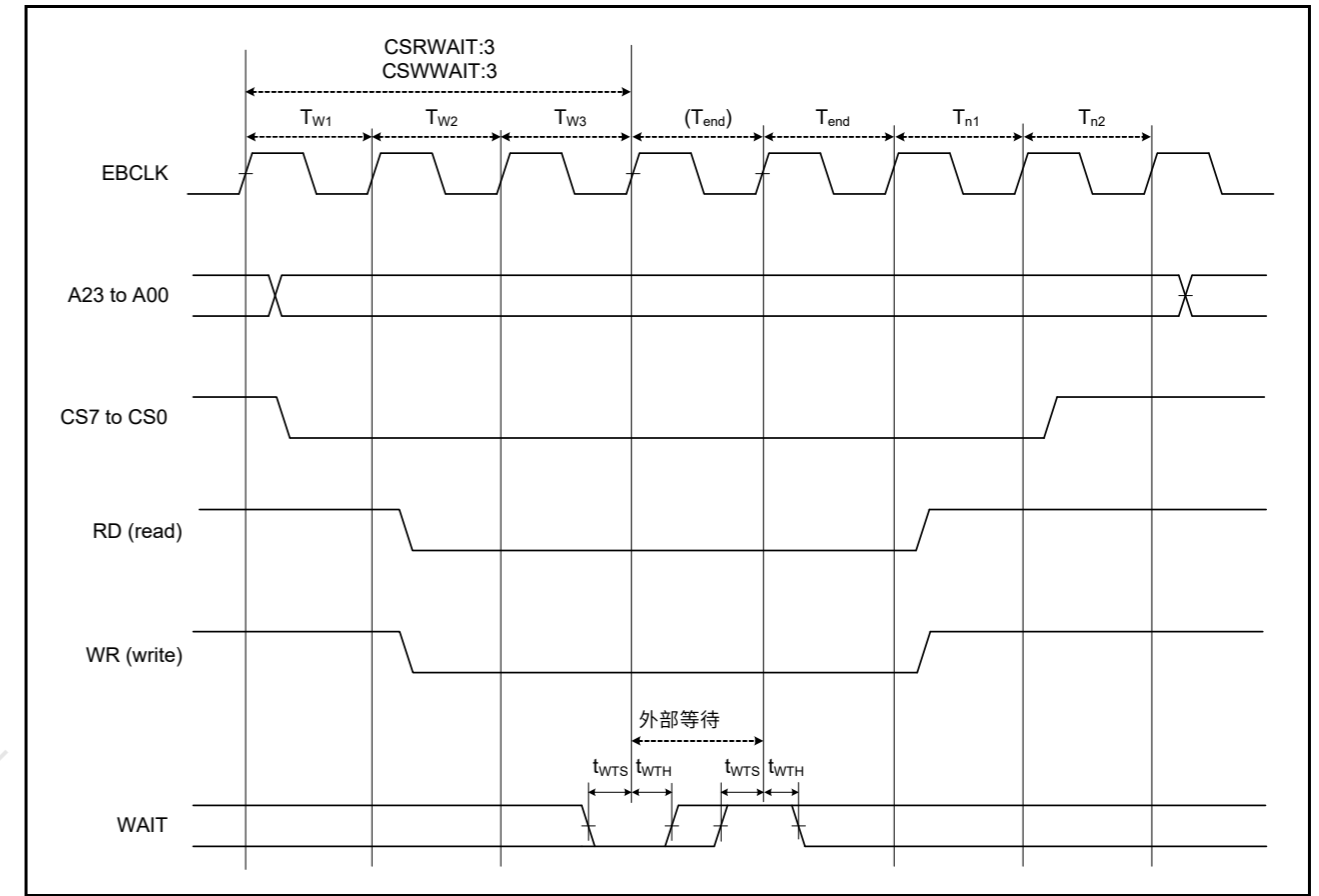 CSRWAIT:3
CSWWAIT:3
TW1 TW2 TW3 (Tend) Tend Tn1 Tn2
EBCLK
A23 to A00
CS7 to CS0
RD (read)
WR (write)
外部等待
tWTS tWTH tWTS tWTH
WAIT